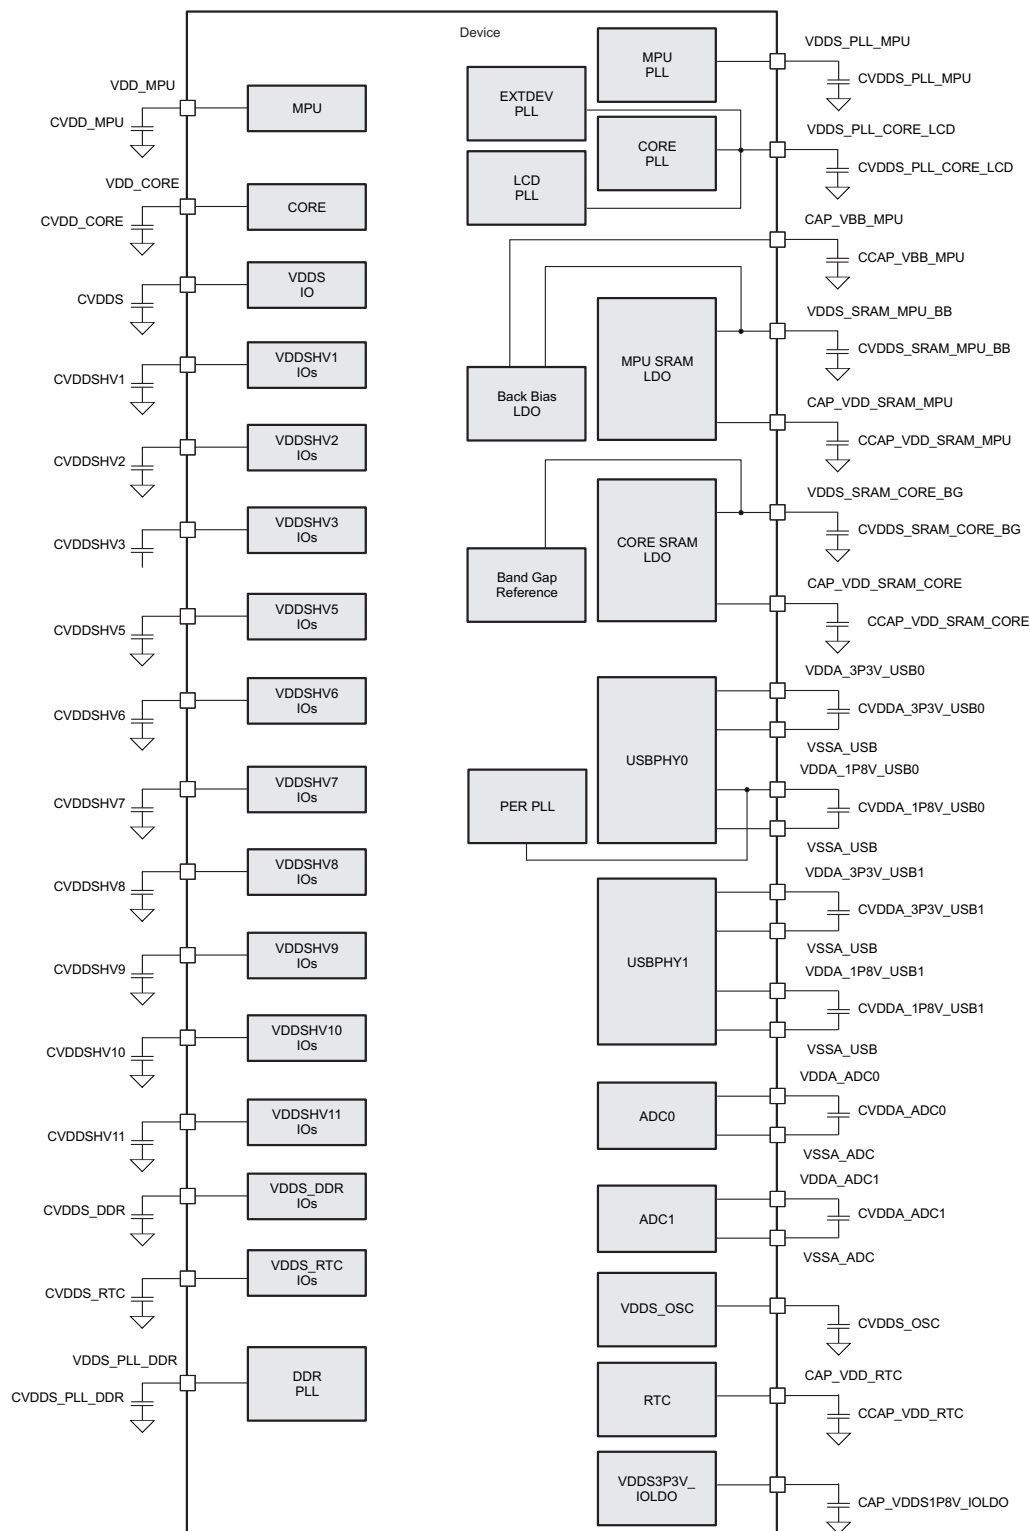 Device
VDD_MPU
CVDD_MPU
MPU
VDD_CORE
CVDD_CORE
CORE
CVDDS
VDDS
IO
CVDDSHV1
VDDSHV1
IOs
CVDDSHV2
VDDSHV2
IOs
CVDDSHV3
VDDSHV3
IOs
CVDDSHV5
VDDSHV5
IOs
CVDDSHV6
VDDSHV6
IOs
CVDDSHV7
VDDSHV7
IOs
CVDDSHV8
VDDSHV8
IOs
CVDDSHV9
VDDSHV9
IOs
CVDDSHV10
VDDSHV10
IOs
CVDDSHV11
VDDSHV11
IOs
CVDDS_DDR
VDDS_DDR
IOs
CVDDS_RTC
VDDS_RTC
IOs
VDDS_PLL_DDR
CVDDS_PLL_DDR
DDR
PLL
MPU
PLL
VDDS_PLL_MPU
CVDDS_PLL_MPU
EXTDEV
PLL
CORE
PLL
LCD
PLL
VDDS_PLL_CORE_LCD
CVDDS_PLL_CORE_LCD
CAP_VBB_MPU
CCAP_VBB_MPU
Back Bias
LDO
MPU SRAM
LDO
VDDS_SRAM_MPU_BB
CVDDS_SRAM_MPU_BB
CAP_VDD_SRAM_MPU
CCAP_VDD_SRAM_MPU
Band Gap
Reference
CORE SRAM
LDO
VDDS_SRAM_CORE_BG
CVDDS_SRAM_CORE_BG
CAP_VDD_SRAM_CORE
CCAP_VDD_SRAM_CORE
PER PLL
USBPHY0
VDDA_3P3V_USB0
CVDDA_3P3V_USB0
VSSA_USB
VDDA_1P8V_USB0
CVDDA_1P8V_USB0
VSSA_USB
USBPHY1
VDDA_3P3V_USB1
CVDDA_3P3V_USB1
VSSA_USB
VDDA_1P8V_USB1
CVDDA_1P8V_USB1
VSSA_USB
ADC0
VDDA_ADC0
CVDDA_ADC0
VSSA_ADC
ADC1
VDDA_ADC1
CVDDA_ADC1
VSSA_ADC
VDDS_OSC
CVDDS_OSC
RTC
CAP_VDD_RTC
CCAP_VDD_RTC
VDDS3P3V_
IOLDO
CAP_VDDS1P8V_IOLDO